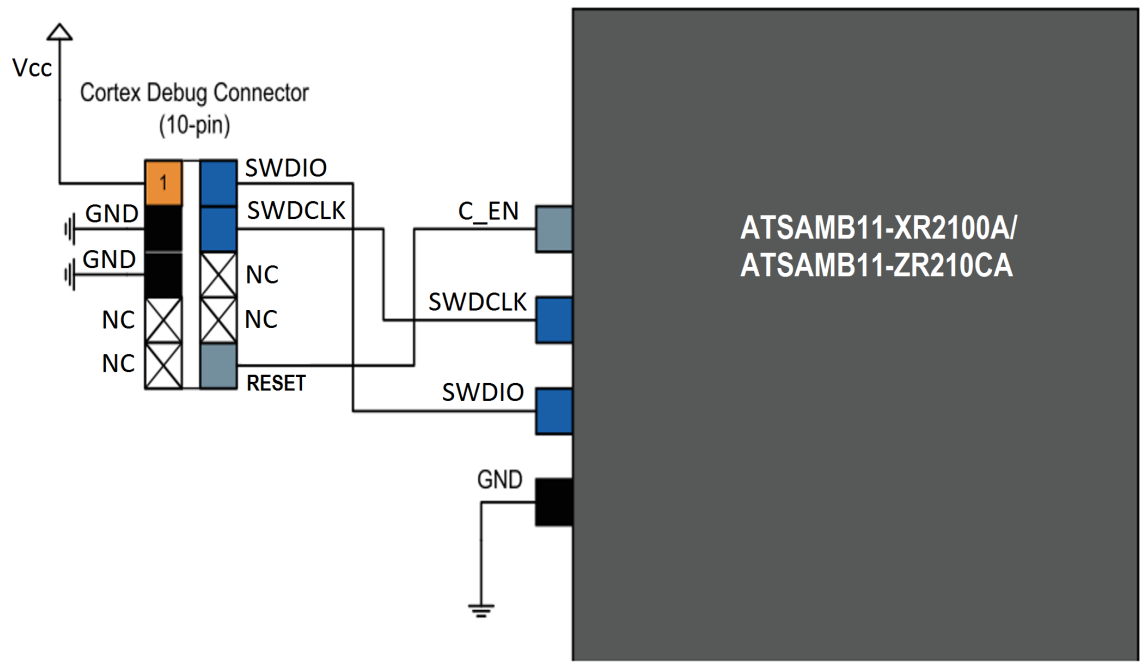 Vcc
Cortex Debug Connector
(10-pin)
1
SWDIO
GND
SWDCLK
GND
NC
NC
NC
NC
RESET
C_EN
SWDCLK
SWDIO
GND
ATSAMB11-XR2100A/
ATSAMB11-ZR210CA